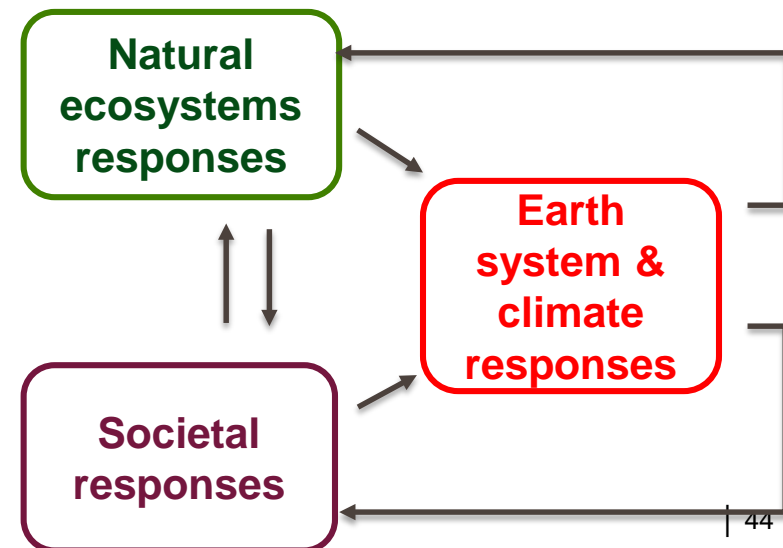 Natural
ecosystems
responses
Earth
system &
climate
responses
Societal
responses
| 44